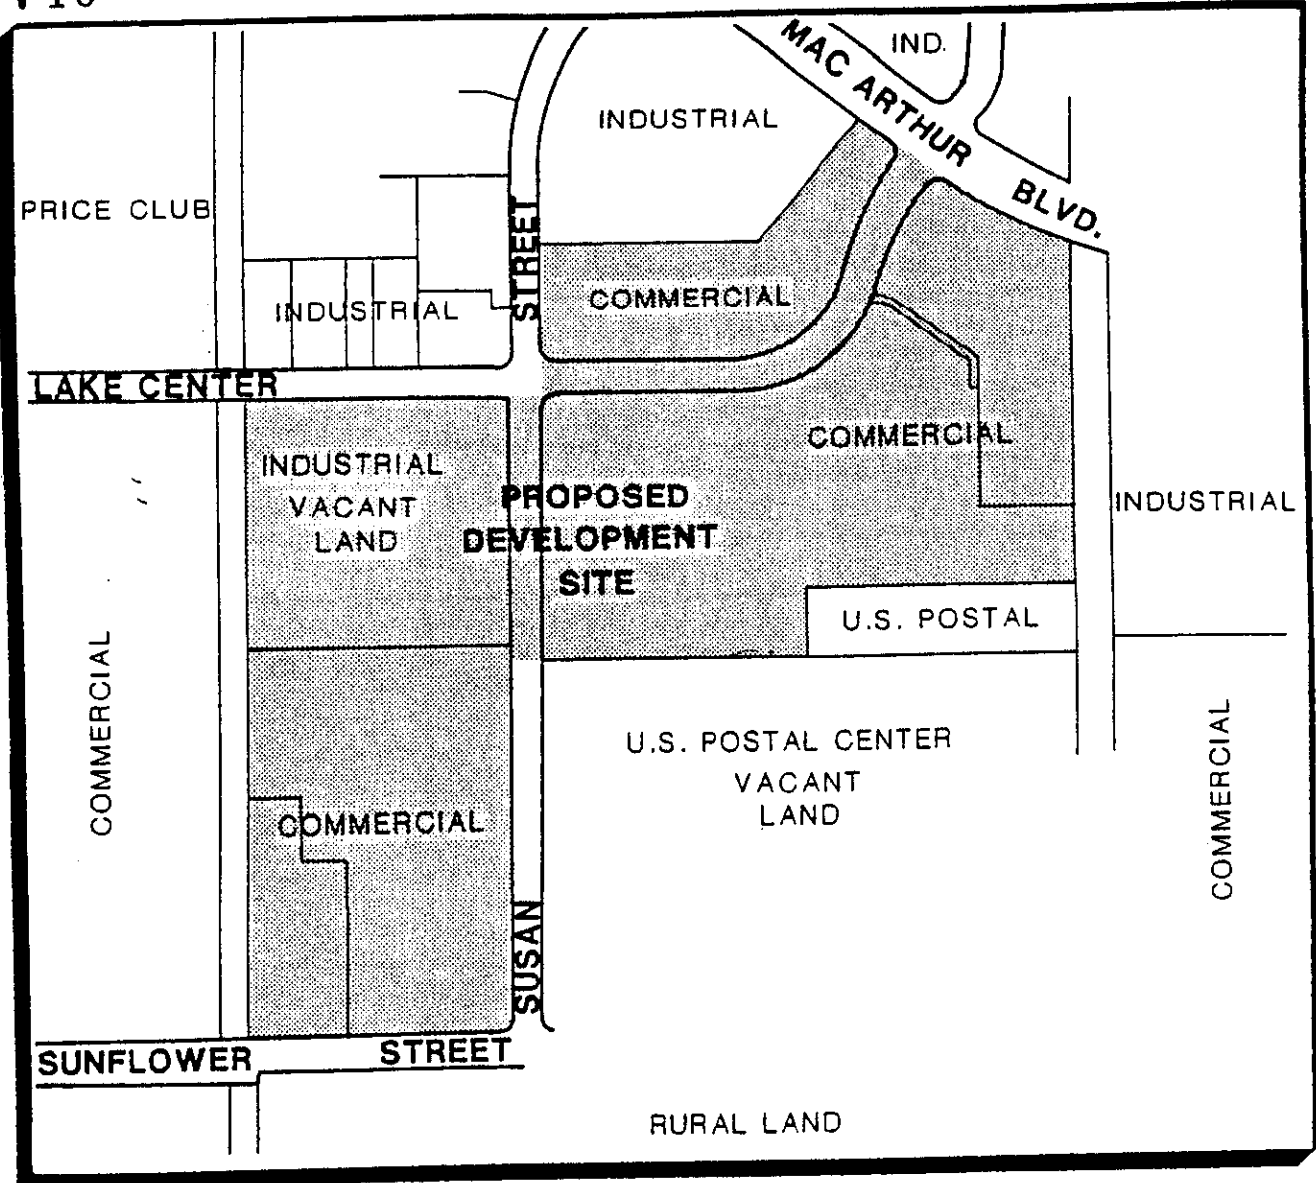 IND.
MAC ARTHUR BLVD.
INDUSTRIAL
PRICE CLUB
STREET
COMMERCIAL
INDUSTRIAL
LAKE CENTER
COMMERCIAL
INDUSTRIAL
VACANT
LAND
PROPOSED
DEVELOPMENT
SITE
INDUSTRIAL
U.S. POSTAL
COMMERCIAL
U.S. POSTAL CENTER
VACANT
LAND
COMMERCIAL
COMMERCIAL
SUSAN
SUNFLOWER STREET
RURAL LAND